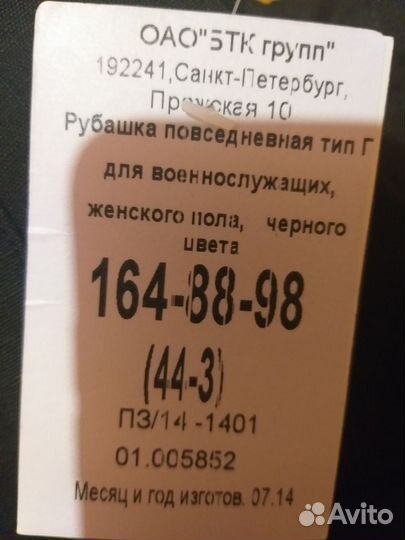 ОАО"БТК групп"
192241,Санкт-Петербург,
Пряжская 10
Рубашка повседневная тип Г
для военнослужащих,
женского пола, черного
цвета
164-88-98
(44-3)
ПЗ/14 -1401
01.005852
Месяц и год изготов. 07.14
Avito